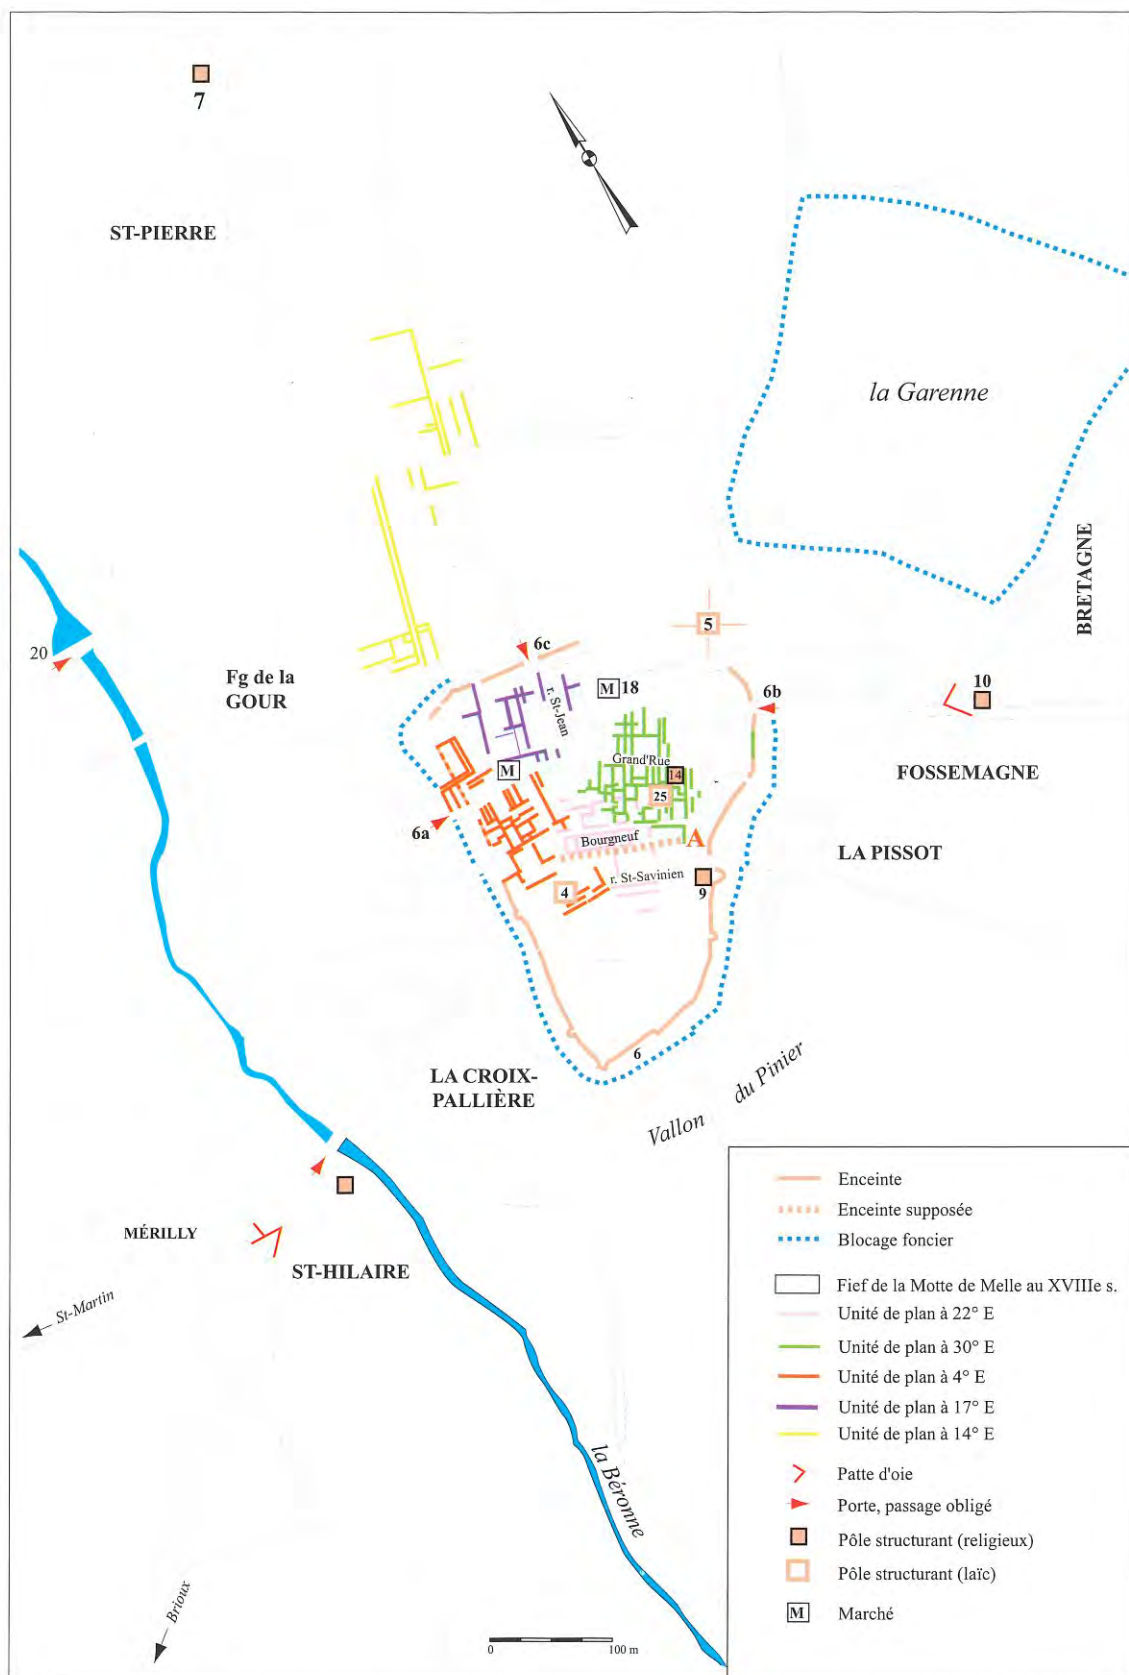 7
ST-PIERRE
la Garenne
BRETAGNE
20
Fg de la
GOUR
6c
5
M 18
r. St-Jean
10
6b
Grand'Rue
M
14
25
FOSSEMAGNE
6a
Bourgneuf
A
LA PISSOT
r. St-Savinien
4
9
6
LA CROIX-
PALLIÈRE
Vallon du Pinier
MÉRILLY
ST-HILAIRE
St-Martin
la Béronne
Brioux
0 100 m
Enceinte
Enceinte supposée
Blocage foncier
Fief de la Motte de Melle au XVIIIe s.
Unité de plan à 22° E
Unité de plan à 30° E
Unité de plan à 4° E
Unité de plan à 17° E
Unité de plan à 14° E
Patte d'oie
Porte, passage obligé
Pôle structurant (religieux)
Pôle structurant (laïc)
M Marché